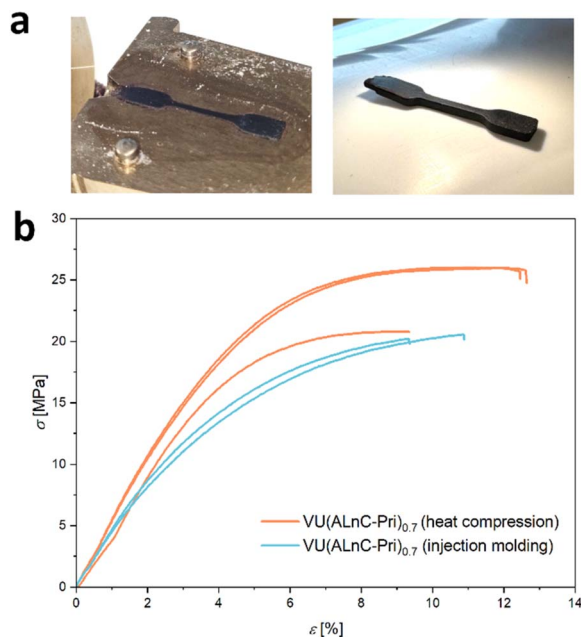 a
b
30
25
20
15
10
5
0
σ [MPa]
VU(ALnC-Pri)0.7 (heat compression)
VU(ALnC-Pri)0.7 (injection molding)
0 2 4 6 8 10 12 14
ε [%]